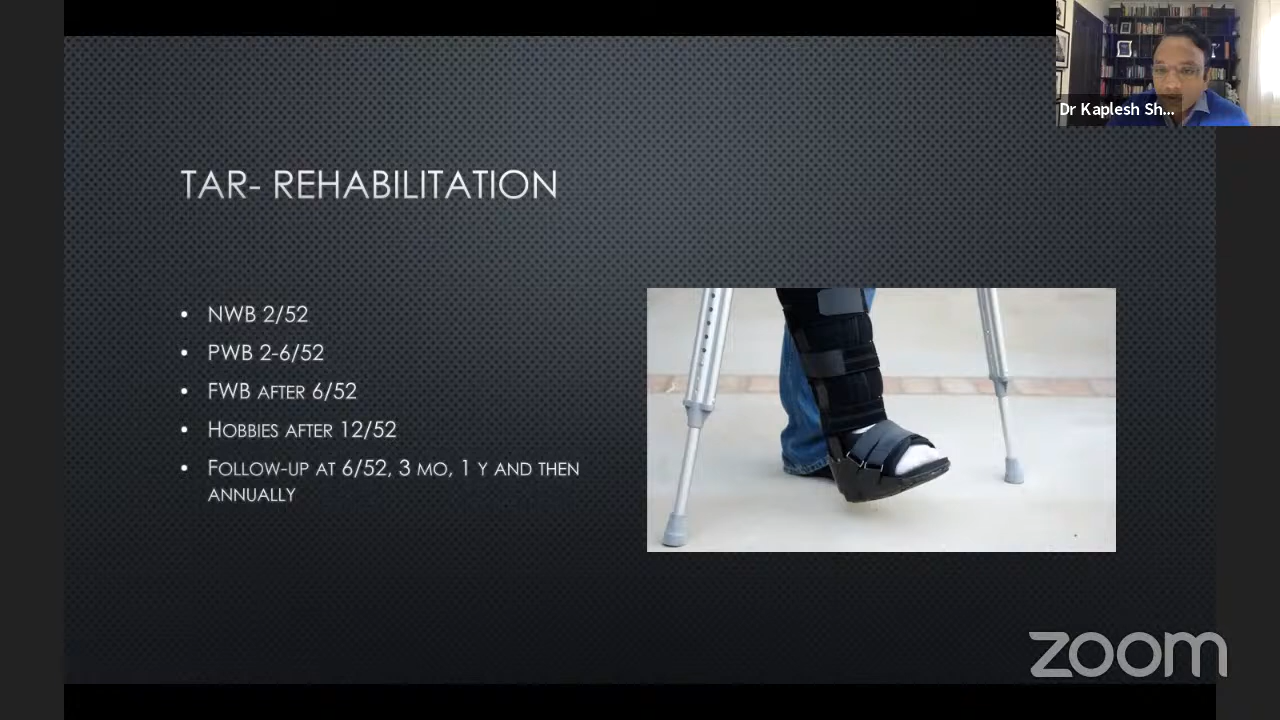 Dr Kaplesh Sh...
TAR- REHABILITATION
• NWB 2/52
• PWB 2-6/52
• FWB AFTER 6/52
• HOBBIES AFTER 12/52
• FOLLOW-UP AT 6/52, 3 MO, 1 Y AND THEN
ANNUALLY
zoom